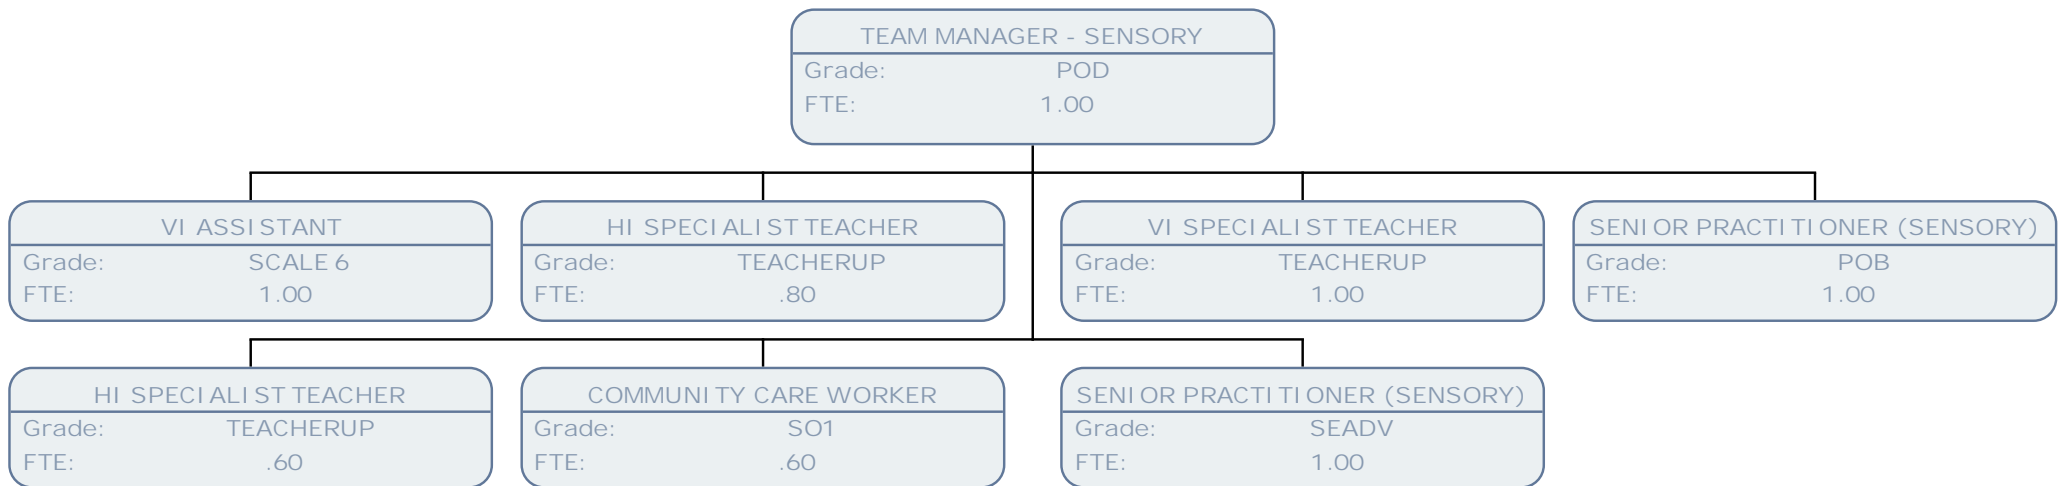 TEAM MANAGER - SENSORY
Grade: POD
FTE: 1.00
VI ASSISTANT
Grade: SCALE 6
FTE: 1.00
HI SPECIALIST TEACHER
Grade: TEACHERUP
FTE: .80
VI SPECIALIST TEACHER
Grade: TEACHERUP
FTE: 1.00
SENIOR PRACTITIONER (SENSORY)
Grade: POB
FTE: 1.00
HI SPECIALIST TEACHER
Grade: TEACHERUP
FTE: .60
COMMUNITY CARE WORKER
Grade: SO1
FTE: .60
SENIOR PRACTITIONER (SENSORY)
Grade: SEADV
FTE: 1.00